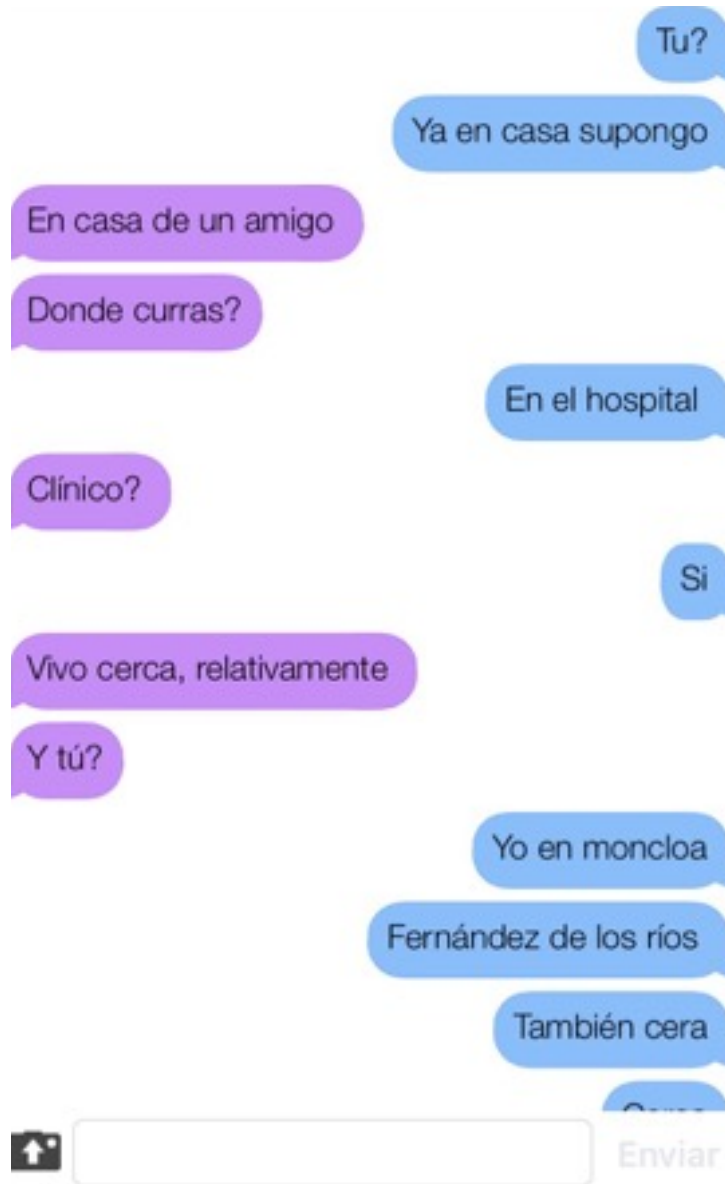 Tu?
Ya en casa supongo
En casa de un amigo
Donde curras?
En el hospital
Clínico?
Si
Vivo cerca, relativamente
Y tú?
Yo en moncloa
Fernández de los ríos
También cera
Enviar